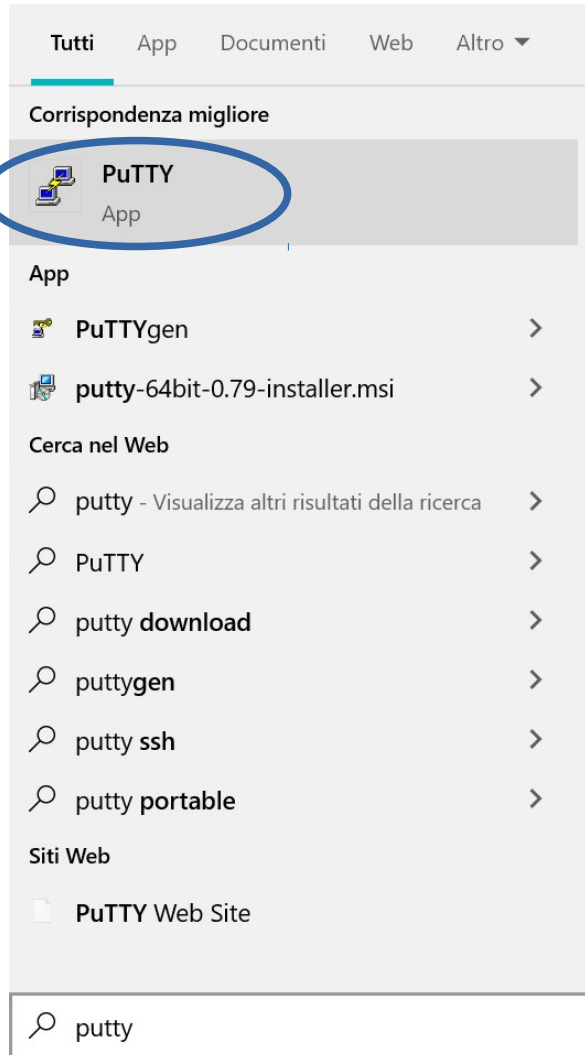 Tutti App Documenti Web Altro
Corrispondenza migliore
PuTTY
App
App
PuTTYgen
putty-64bit-0.79-installer.msi
Cerca nel Web
putty - Visualizza altri risultati della ricerca
PuTTY
putty download
puttygen
putty ssh
putty portable
Siti Web
PuTTY Web Site
putty